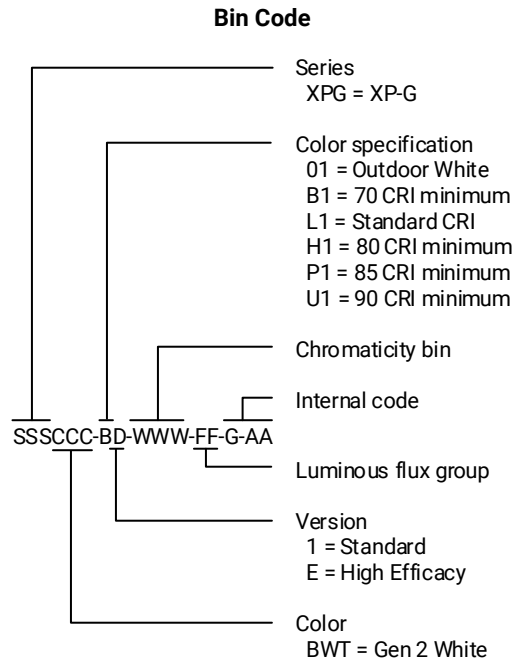 Bin Code
Series
XPG = XP-G
Color specification
01 = Outdoor White
B1 = 70 CRI minimum
L1 = Standard CRI
H1 = 80 CRI minimum
P1 = 85 CRI minimum
U1 = 90 CRI minimum
Chromaticity bin
Internal code
SSSCCC-BD-WWW-FF-G-AA
Luminous flux group
Version
1 = Standard
E = High Efficacy
Color
BWT = Gen 2 White